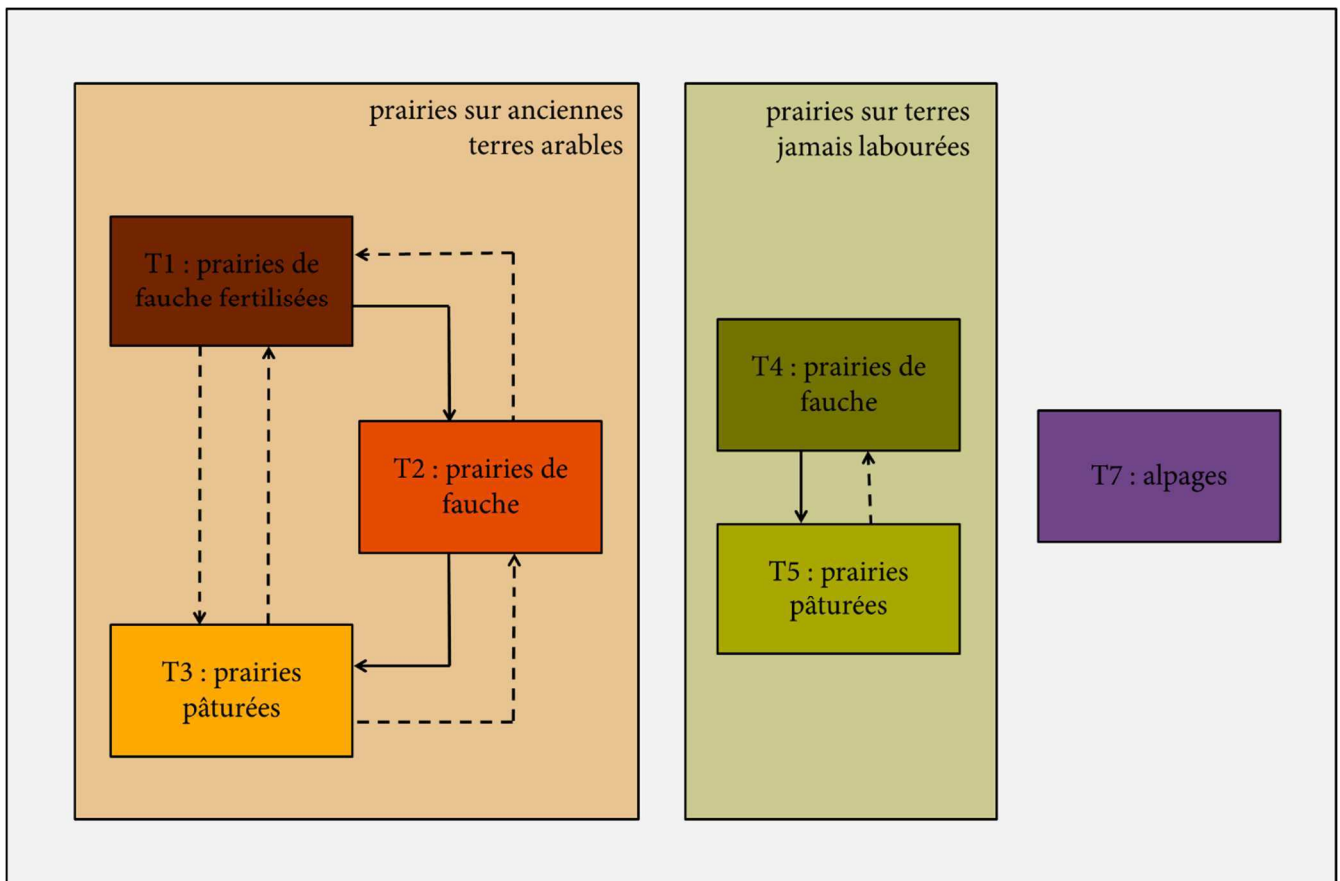 prairies sur anciennes
terres arables
T1 : prairies de
fauche fertilisées
T2 : prairies de
fauche
T3 : prairies
pâturées
prairies sur terres
jamais labourées
T4 : prairies de
fauche
T5 : prairies
pâturées
T7 : alpages